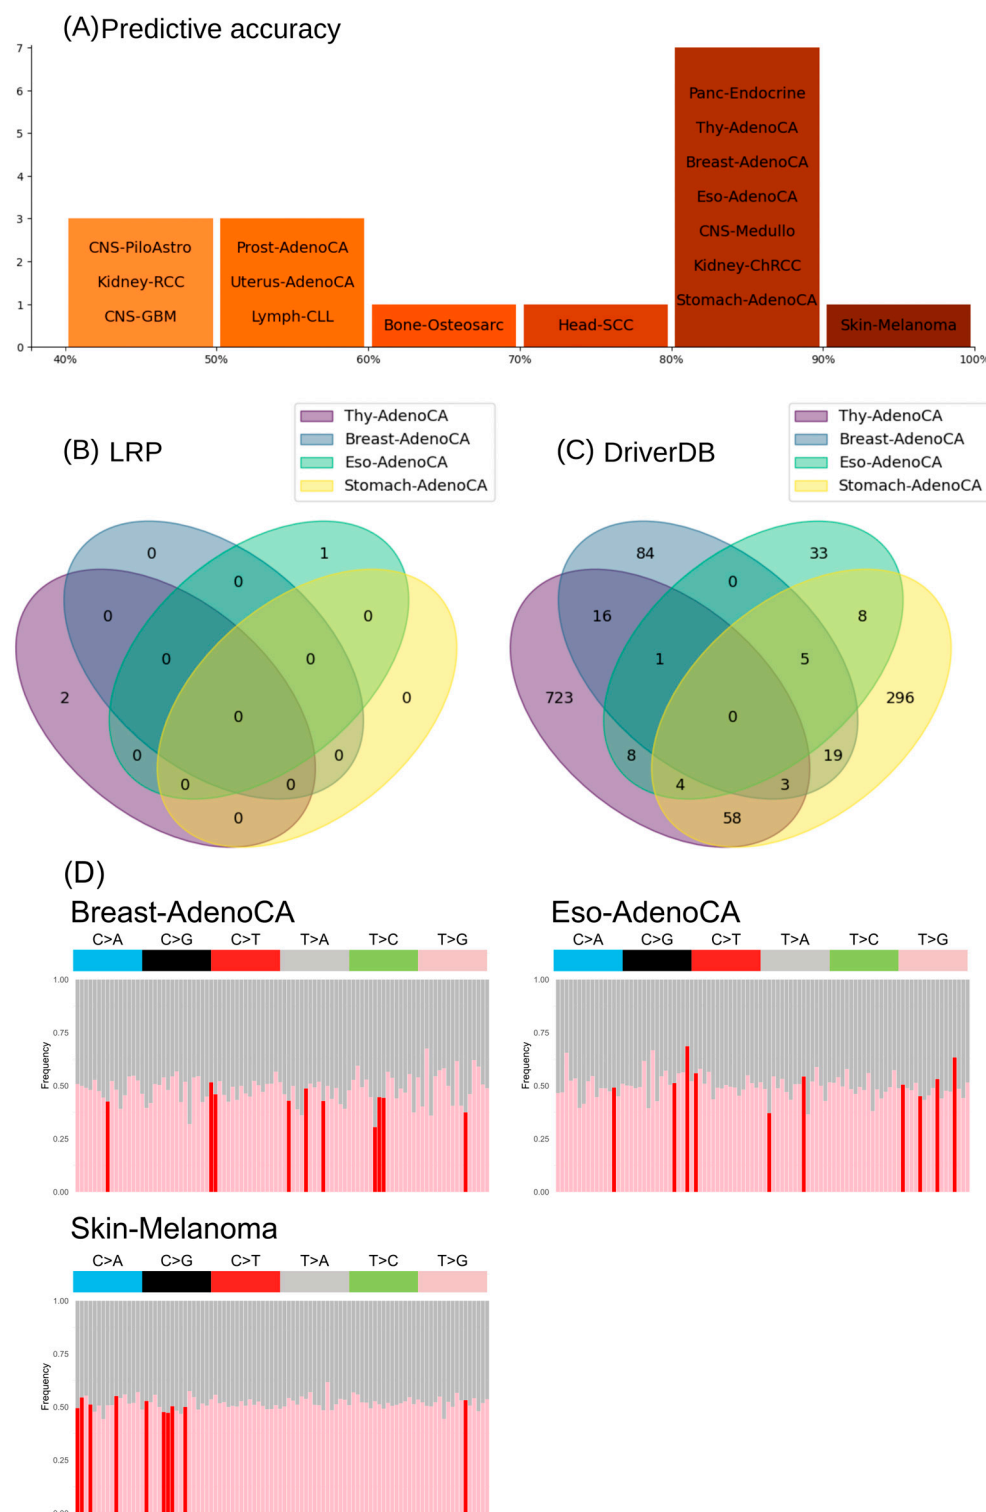 (A)Predictive accuracy
7
6
5
4
3
2
1
0
CNS-PiloAstro
Kidney-RCC
CNS-GBM
Prost-AdenoCA
Uterus-AdenoCA
Lymph-CLL
Bone-Osteosarc
Head-SCC
Panc-Endocrine
Thy-AdenoCA
Breast-AdenoCA
Eso-AdenoCA
CNS-Medullo
Kidney-ChRCC
Stomach-AdenoCA
Skin-Melanoma
40% 50% 60% 70% 80% 90% 100%
(B) LRP
Thy-AdenoCA
Breast-AdenoCA
Eso-AdenoCA
Stomach-AdenoCA
0 1
0
0 0
0 0
2 0
0
0 0
0 0
0
(C) DriverDB
Thy-AdenoCA
Breast-AdenoCA
Eso-AdenoCA
Stomach-AdenoCA
84 33
0
16 8
1 5
723 296
0
8 19
4 3
58
(D)
Breast-AdenoCA
C>A C>G C>T T>A T>C T>G
Frequency
1.00
0.75
0.50
0.25
0.00
Eso-AdenoCA
C>A C>G C>T T>A T>C T>G
Frequency
1.00
0.75
0.50
0.25
0.00
Skin-Melanoma
C>A C>G C>T T>A T>C T>G
Frequency
1.00
0.75
0.50
0.25